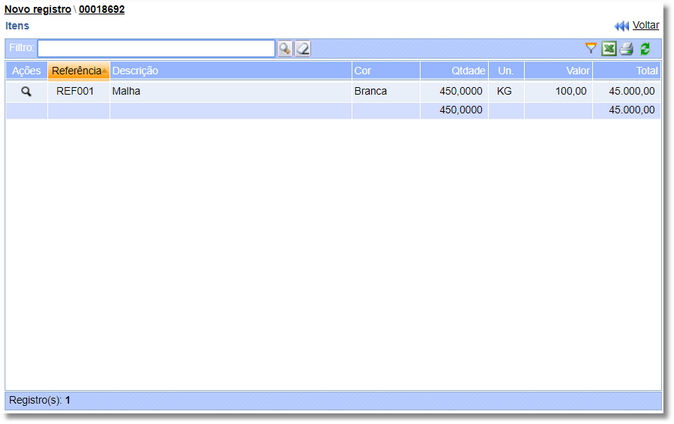 Novo registro \ 00018692
Itens
Voltar
Filtro:
Ações Referência Descrição Cor Qtdade Un. Valor Total
REF001 Malha Branca 450,0000 KG 100,00 45.000,00
450,0000 45.000,00
Registro(s): 1